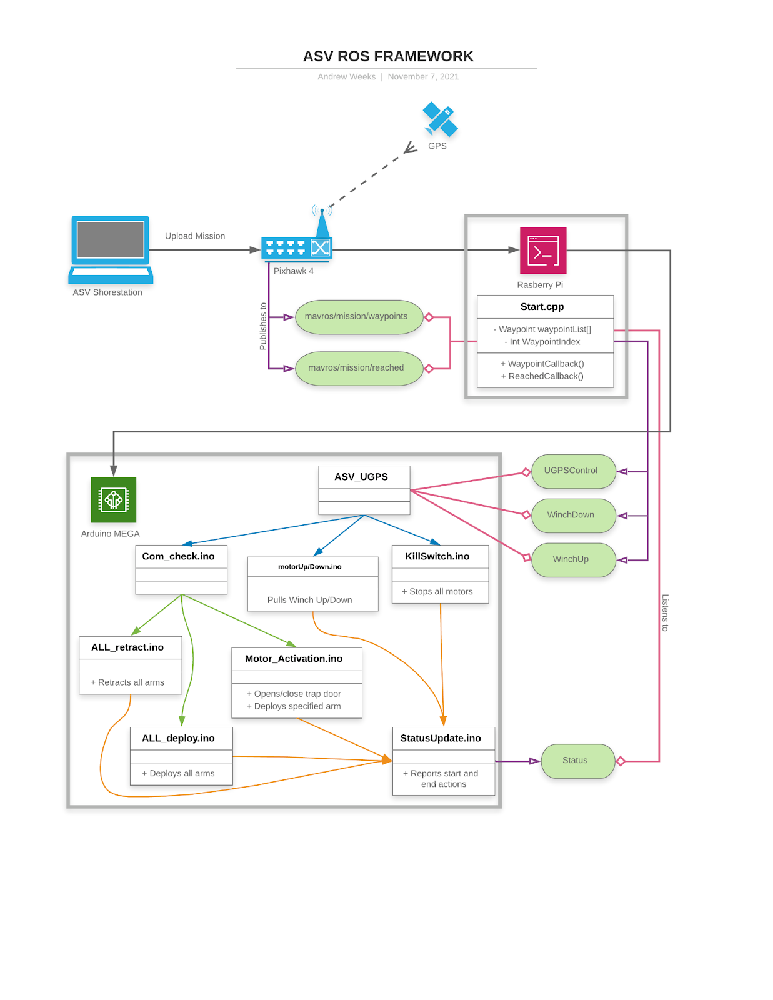 ASV ROS FRAMEWORK
Andrew Weeks | November 7, 2021
GPS
Upload Mission
ASV Shorestation
Pixhawk 4
Publishes to
mavros/mission/waypoints
mavros/mission/reached
Rasberry Pi
Start.cpp
- Waypoint waypointList[]
- Int WaypointIndex
+ WaypointCallback()
+ ReachedCallback()
Arduino MEGA
ASV_UGPS
UGPSControl
WinchDown
WinchUp
Com_check.ino
motorUp/Down.ino
Pulls Winch Up/Down
KillSwitch.ino
+ Stops all motors
Listens to
ALL_retract.ino
+ Retracts all arms
Motor_Activation.ino
+ Opens/close trap door
+ Deploys specified arm
ALL_deploy.ino
+ Deploys all arms
StatusUpdate.ino
+ Reports start and
end actions
Status